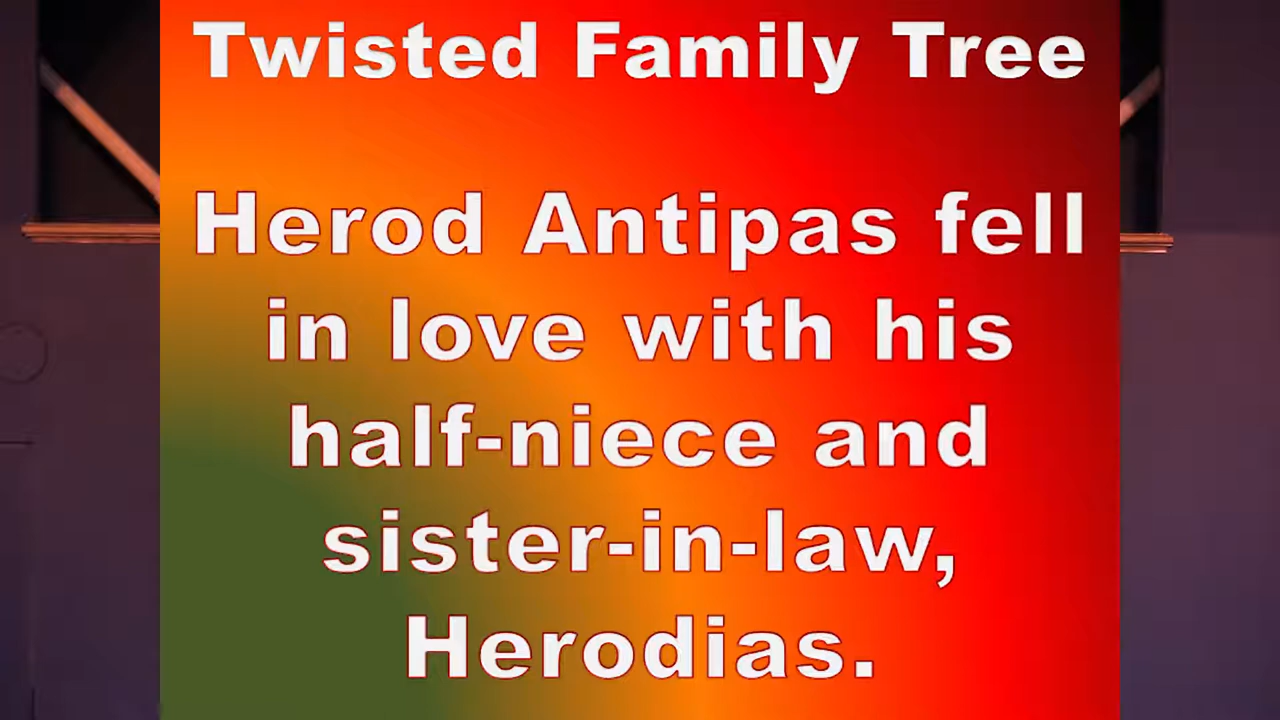 Twisted Family Tree
Herod Antipas fell
in love with his
half-niece and
sister-in-law,
Herodias.